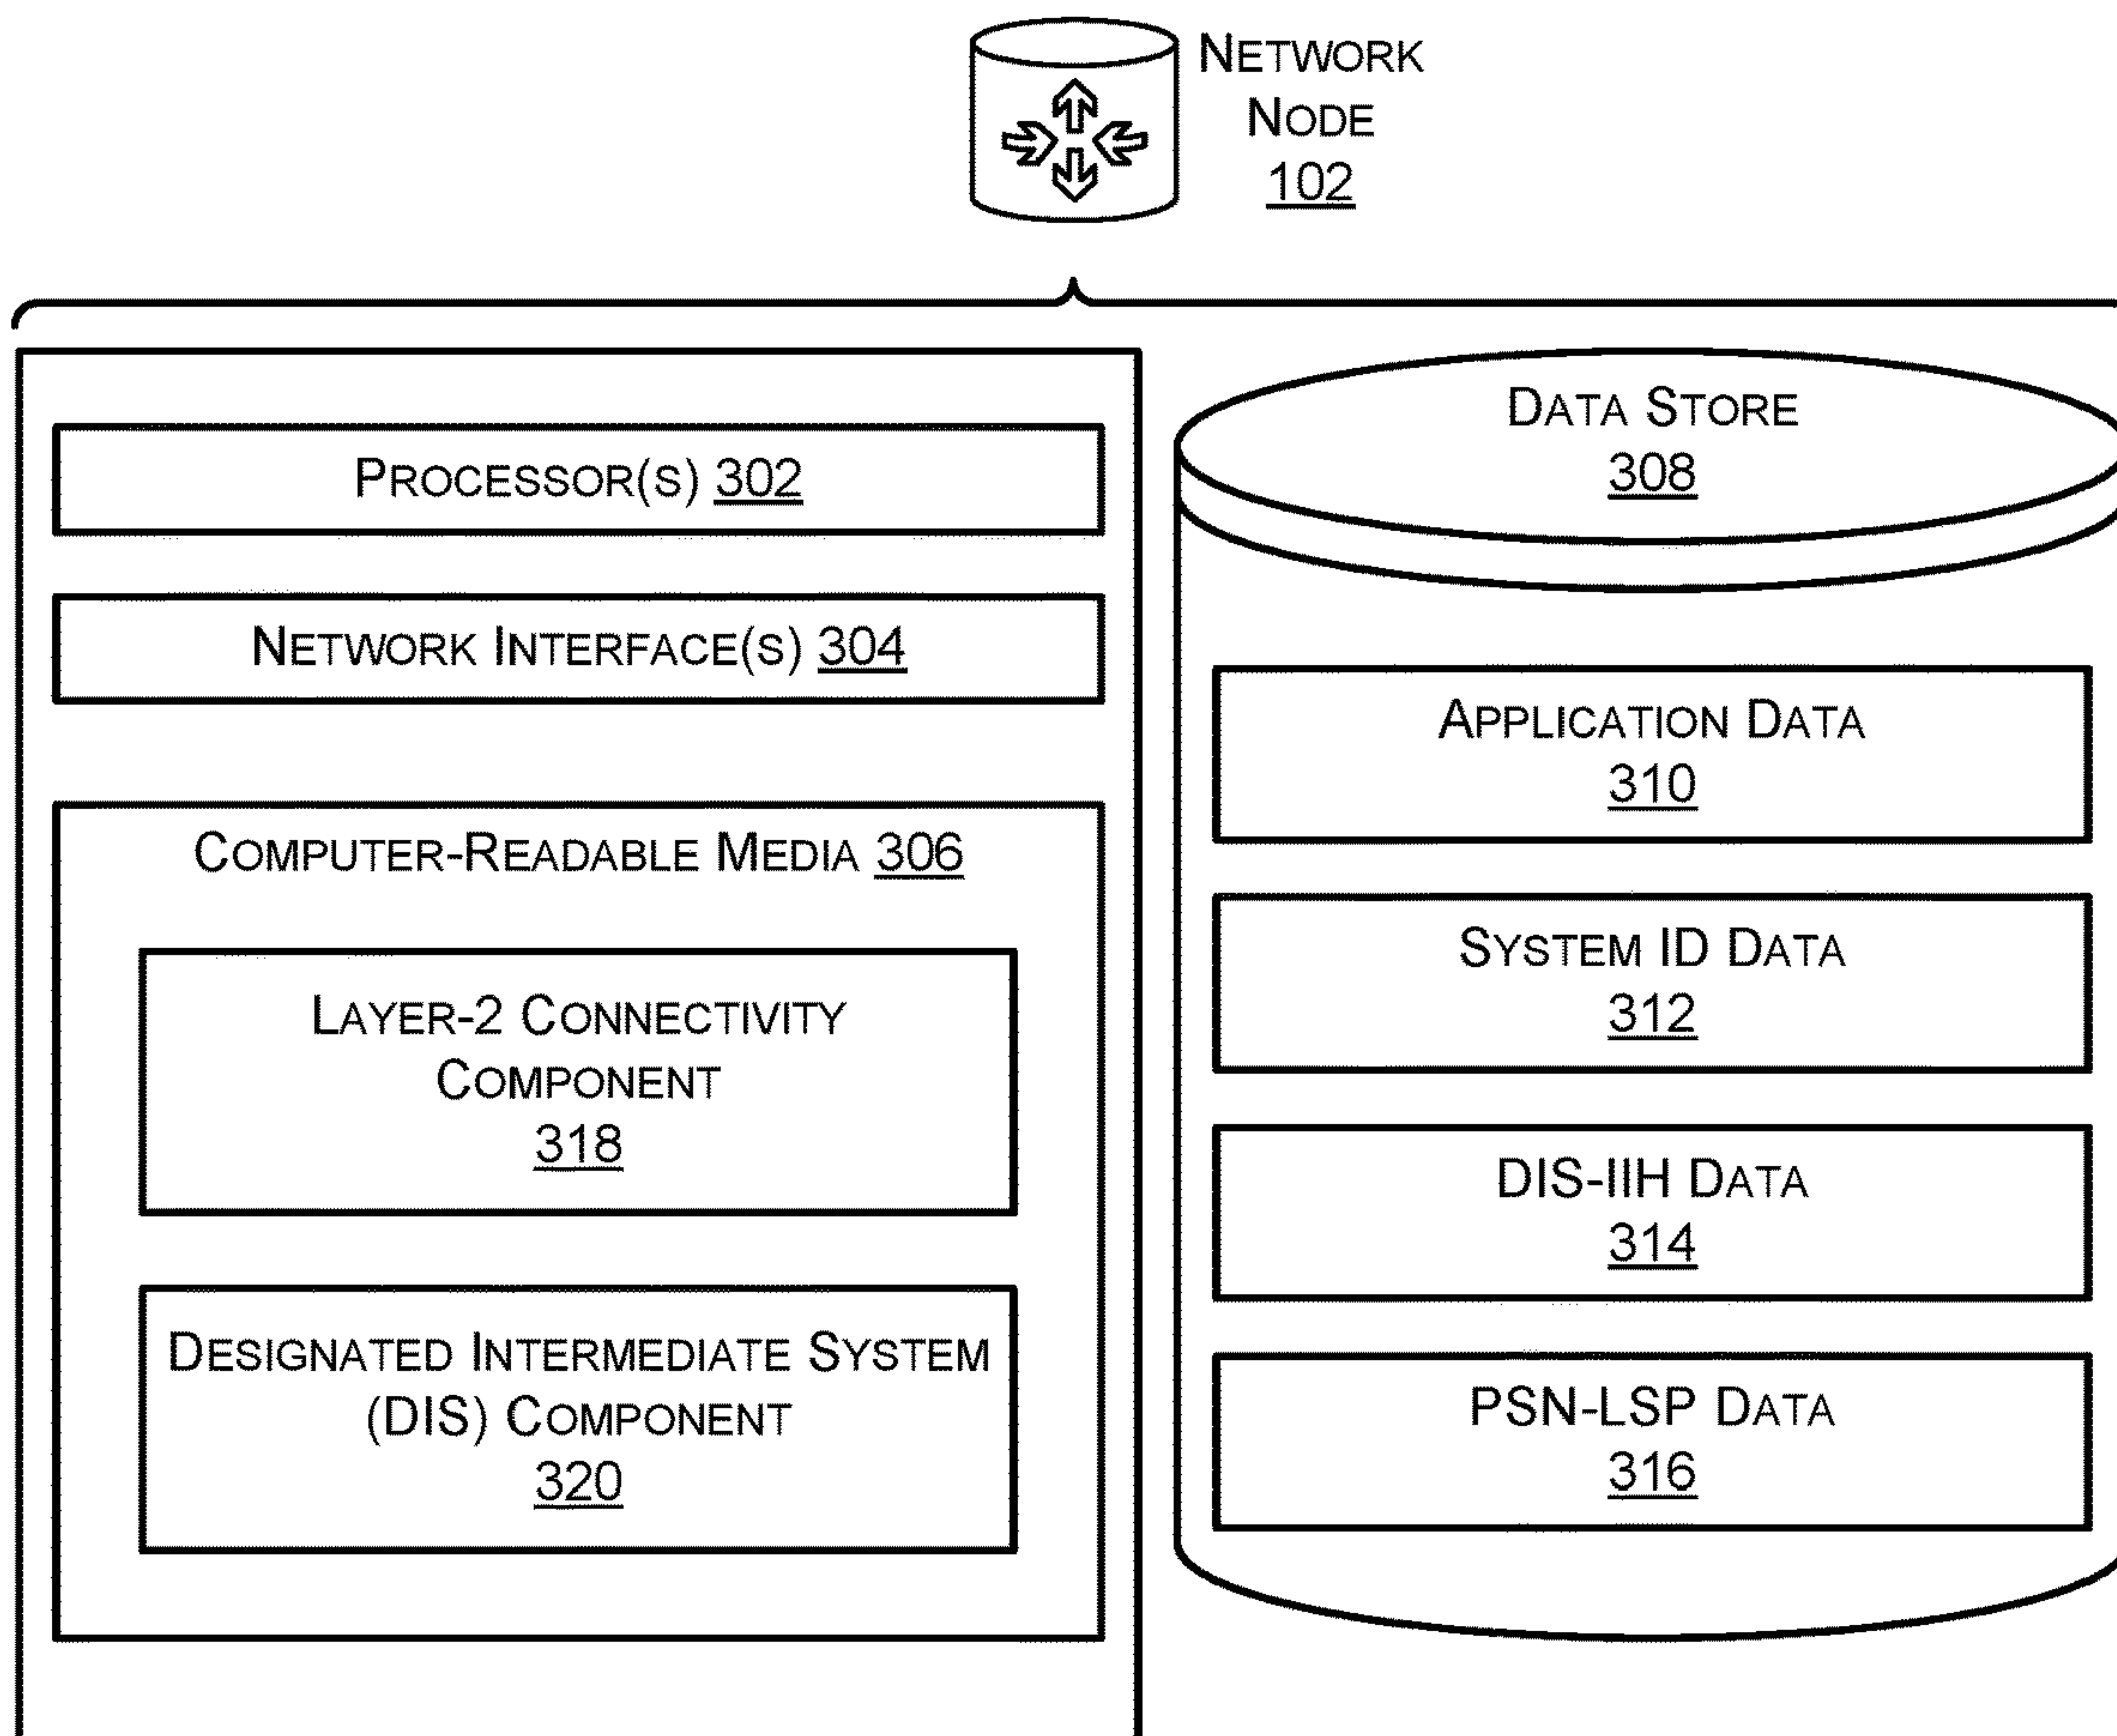 NETWORK
NODE
102
PROCESSOR(S) 302
NETWORK INTERFACE(S) 304
COMPUTER-READABLE MEDIA 306
LAYER-2 CONNECTIVITY
COMPONENT
318
DESIGNATED INTERMEDIATE SYSTEM
(DIS) COMPONENT
320
DATA STORE
308
APPLICATION DATA
310
SYSTEM ID DATA
312
DIS-IIH DATA
314
PSN-LSP DATA
316